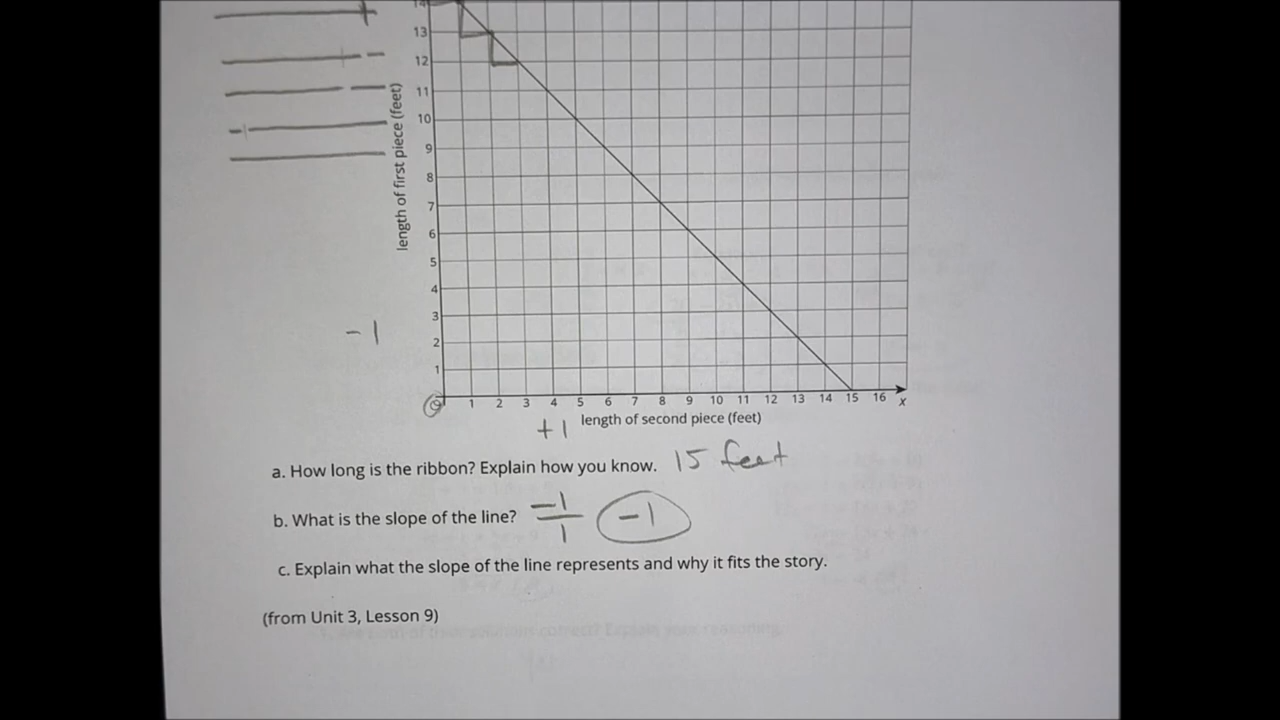 14
13
12
11
10
9
8
7
6
5
4
3
2
1
0
length of first piece (feet)
-1
1 2 3 4 5 6 7 8 9 10 11 12 13 14 15 16 x
+1 length of second piece (feet)
a. How long is the ribbon? Explain how you know. 15 feet
b. What is the slope of the line? -1/1 -1
c. Explain what the slope of the line represents and why it fits the story.
(from Unit 3, Lesson 9)